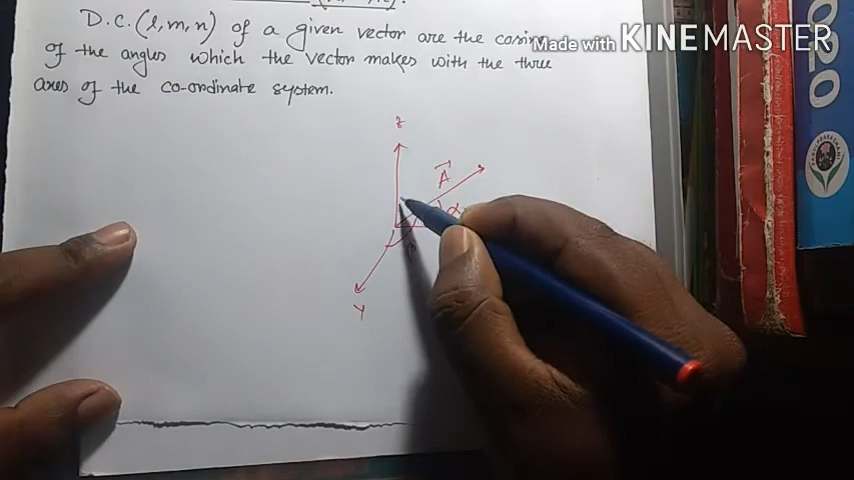 D.C. (l, m, n) of a given vector are the cosine
Made with KINEMASTER
of the angles which the vector makes with the three
axes of the co-ordinate system.
z
A
α
Y